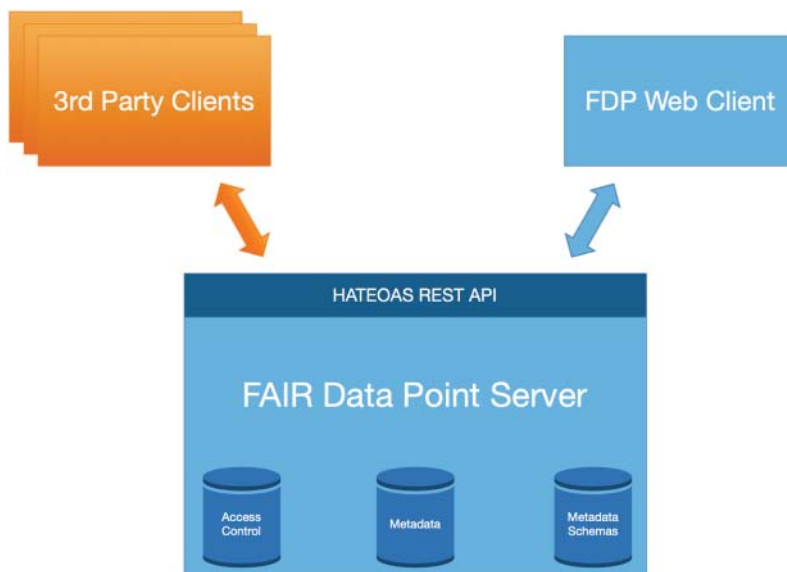 3rd Party Clients
FDP Web Client
HATEOAS REST API
FAIR Data Point Server
Access
Control
Metadata
Metadata
Schemas